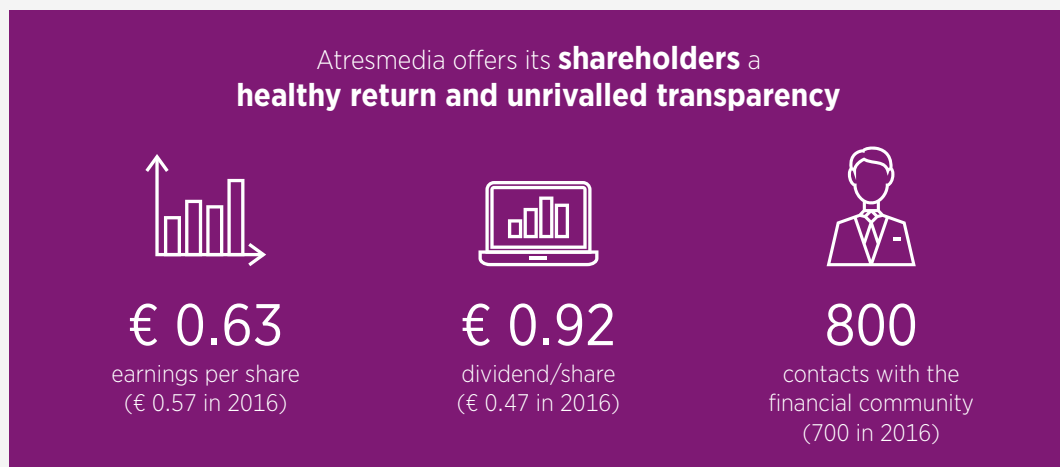 Atresmedia offers its shareholders a
healthy return and unrivalled transparency
€ 0.63
earnings per share
(€ 0.57 in 2016)
€ 0.92
dividend/share
(€ 0.47 in 2016)
800
contacts with the
financial community
(700 in 2016)